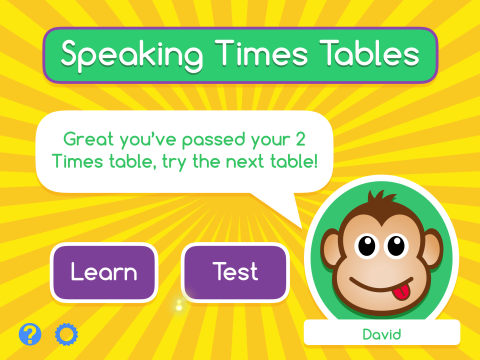 Speaking Times Tables
Great you've passed your 2
Times table, try the next table!
Learn
Test
David
?